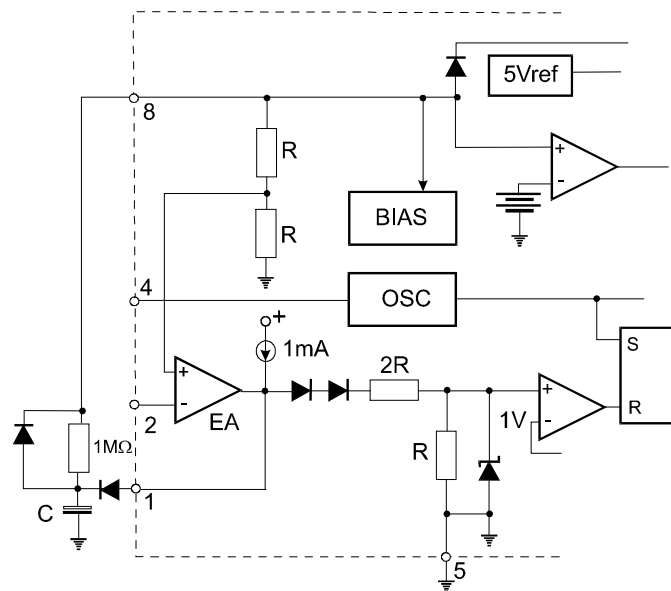 5Vref
8
+
R
-
BIAS
R
4
OSC
+
1mA
S
2R
+
+
R
-
EA
1V
-
2
1MΩ
R
1
C
5